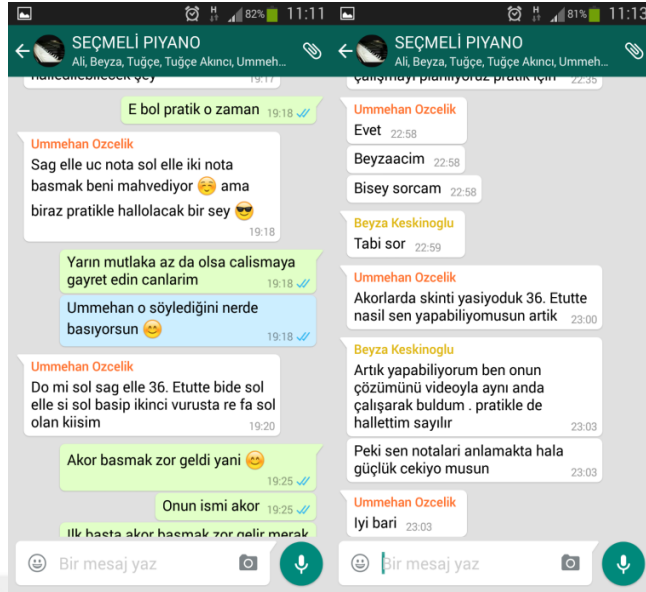 82% 11:11
SEÇMELİ PIYANO
Ali, Beyza, Tuğçe, Tuğçe Akıncı, Ummeh...
halledilebilecek şey 19:17
E bol pratik o zaman 19:18
Ummehan Ozcelik
Sag elle uc nota sol elle iki nota
basmak beni mahvediyor ☺️ ama
biraz pratikle hallolacak bir sey 😎
19:18
Yarın mutlaka az da olsa calismaya
gayret edin canlarim 19:18
Ummehan o söylediğini nerde
basıyorsun 😊 19:18
Ummehan Ozcelik
Do mi sol sag elle 36. Etutte bide sol
elle si sol basip ikinci vurusta re fa sol
olan kiisim 19:20
Akor basmak zor geldi yani 😊
19:25
Onun ismi akor 19:25
Ilk basta akor basmak zor gelir merak
Bir mesaj yaz
81% 11:13
SEÇMELİ PIYANO
Ali, Beyza, Tuğçe, Tuğçe Akıncı, Ummeh...
çalışmayı planlıyoruz pratik için 22:35
Ummehan Ozcelik
Evet 22:58
Beyzaacim 22:58
Bisey sorcam 22:58
Beyza Keskinoglu
Tabi sor 22:59
Ummehan Ozcelik
Akorlarda skinti yasiyoduk 36. Etutte
nasil sen yapabiliyomusun artik 23:00
Beyza Keskinoglu
Artık yapabiliyorum ben onun
çözümünü videoyla aynı anda
çalışarak buldum . pratikle de
hallettim sayılır 23:03
Peki sen notalari anlamakta hala
güçlük cekiyo musun 23:03
Ummehan Ozcelik
Iyi bari 23:03
Bir mesaj yaz